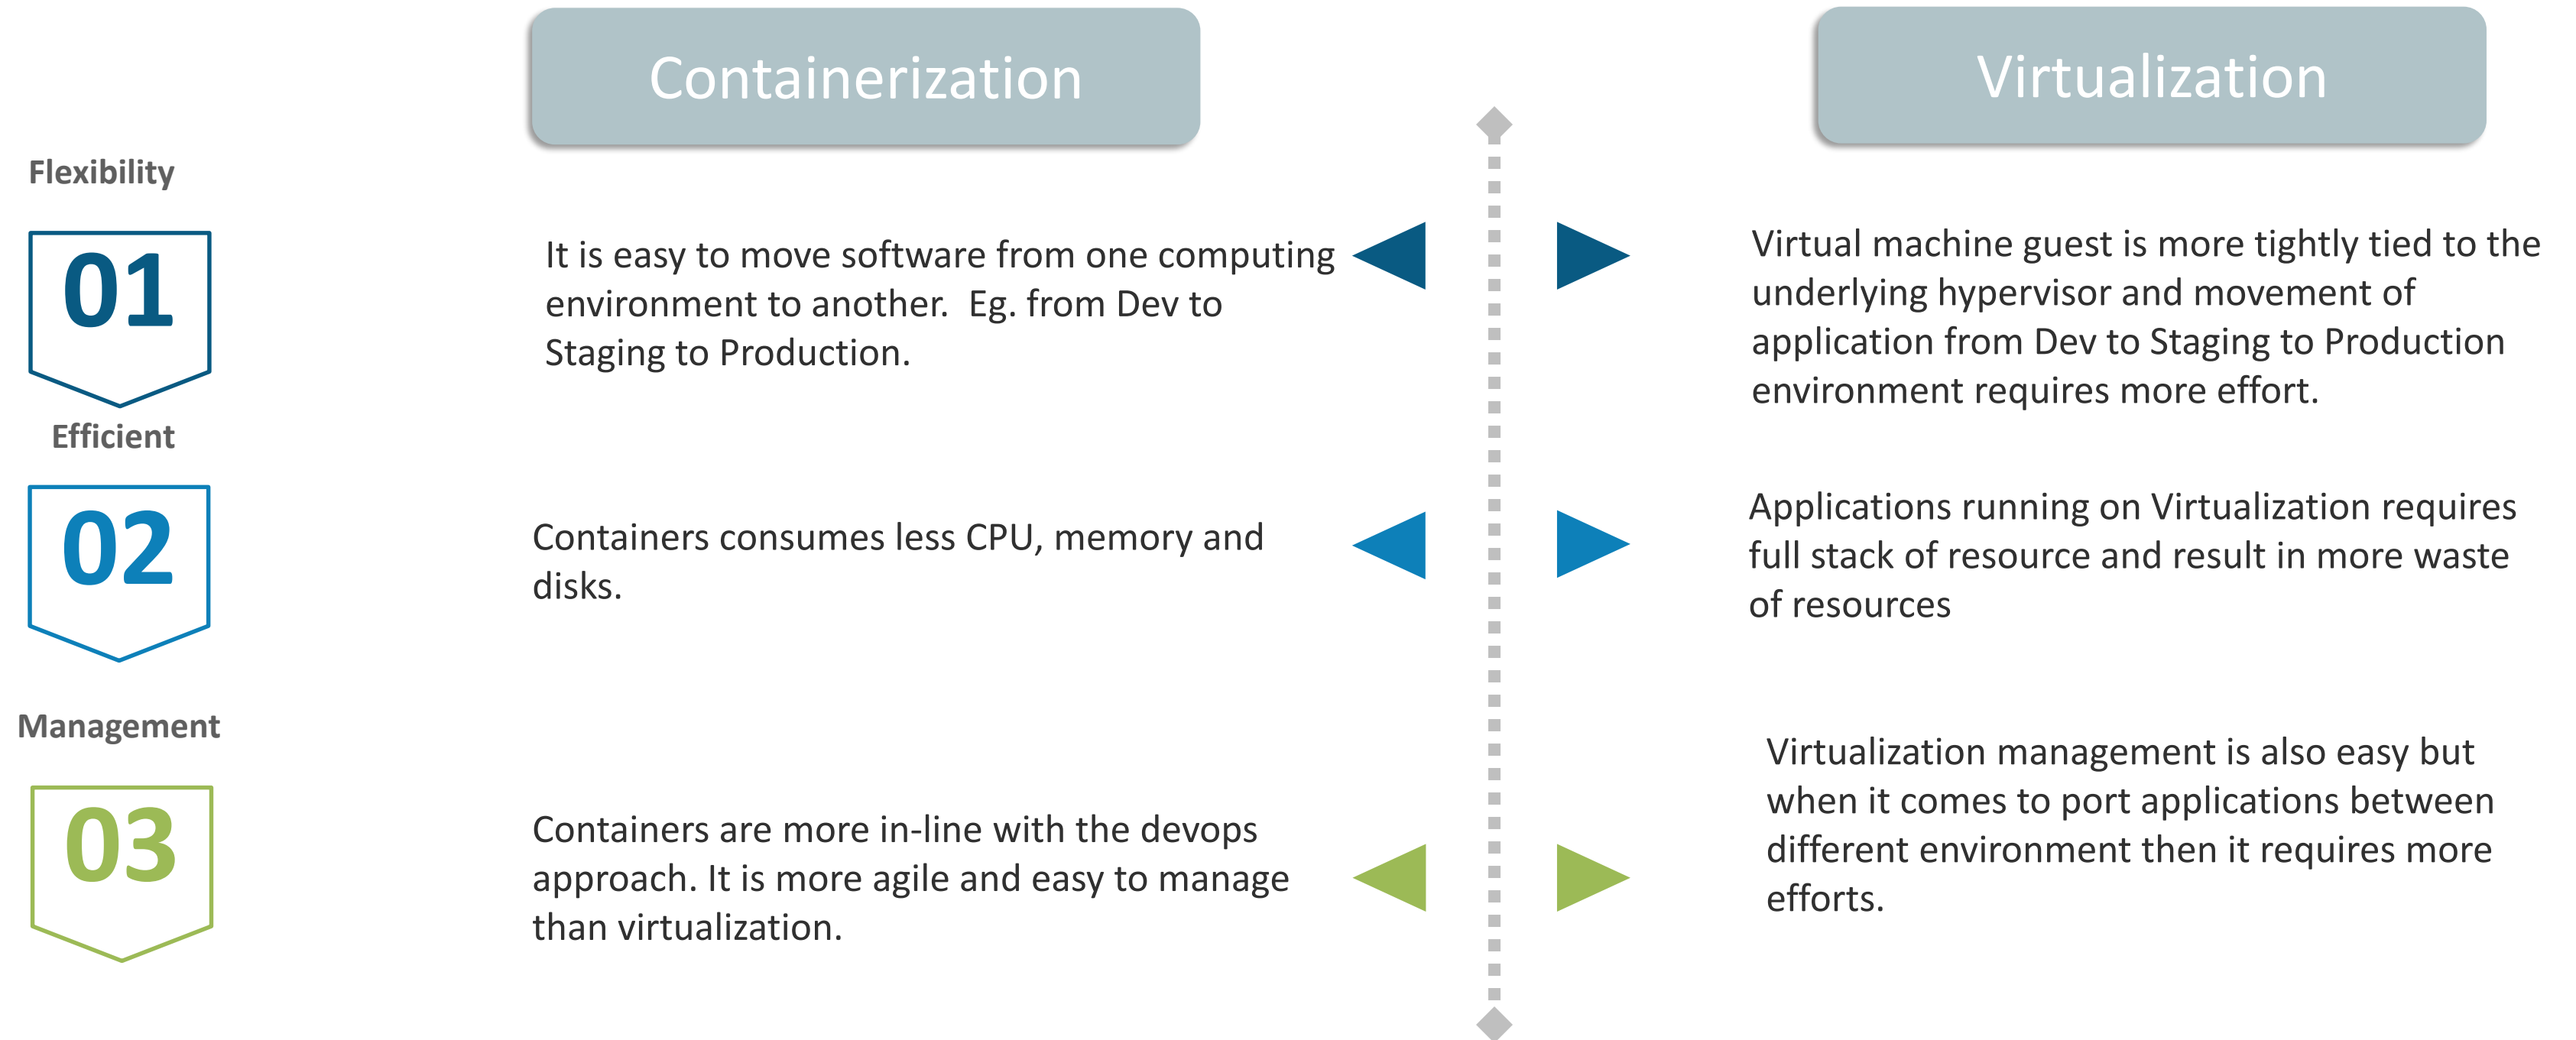 Containerization
Virtualization
Flexibility
01
It is easy to move software from one computing
environment to another.  Eg. from Dev to
Staging to Production.
Virtual machine guest is more tightly tied to the
underlying hypervisor and movement of
application from Dev to Staging to Production
environment requires more effort.
Efficient
02
Containers consumes less CPU, memory and
disks.
Applications running on Virtualization requires
full stack of resource and result in more waste
of resources
Management
03
Containers are more in-line with the devops
approach. It is more agile and easy to manage
than virtualization.
Virtualization management is also easy but
when it comes to port applications between
different environment then it requires more
efforts.